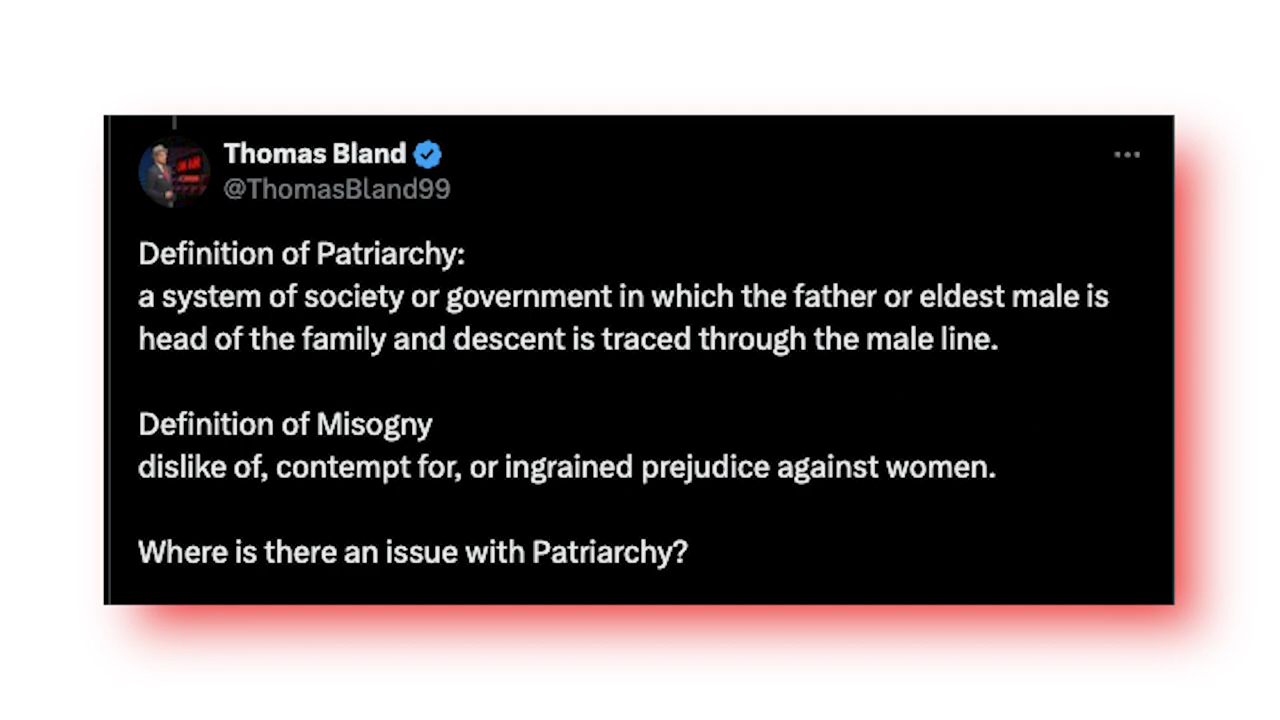 Thomas Bland
@ThomasBland99
Definition of Patriarchy:
a system of society or government in which the father or eldest male is
head of the family and descent is traced through the male line.
Definition of Misogny
dislike of, contempt for, or ingrained prejudice against women.
Where is there an issue with Patriarchy?